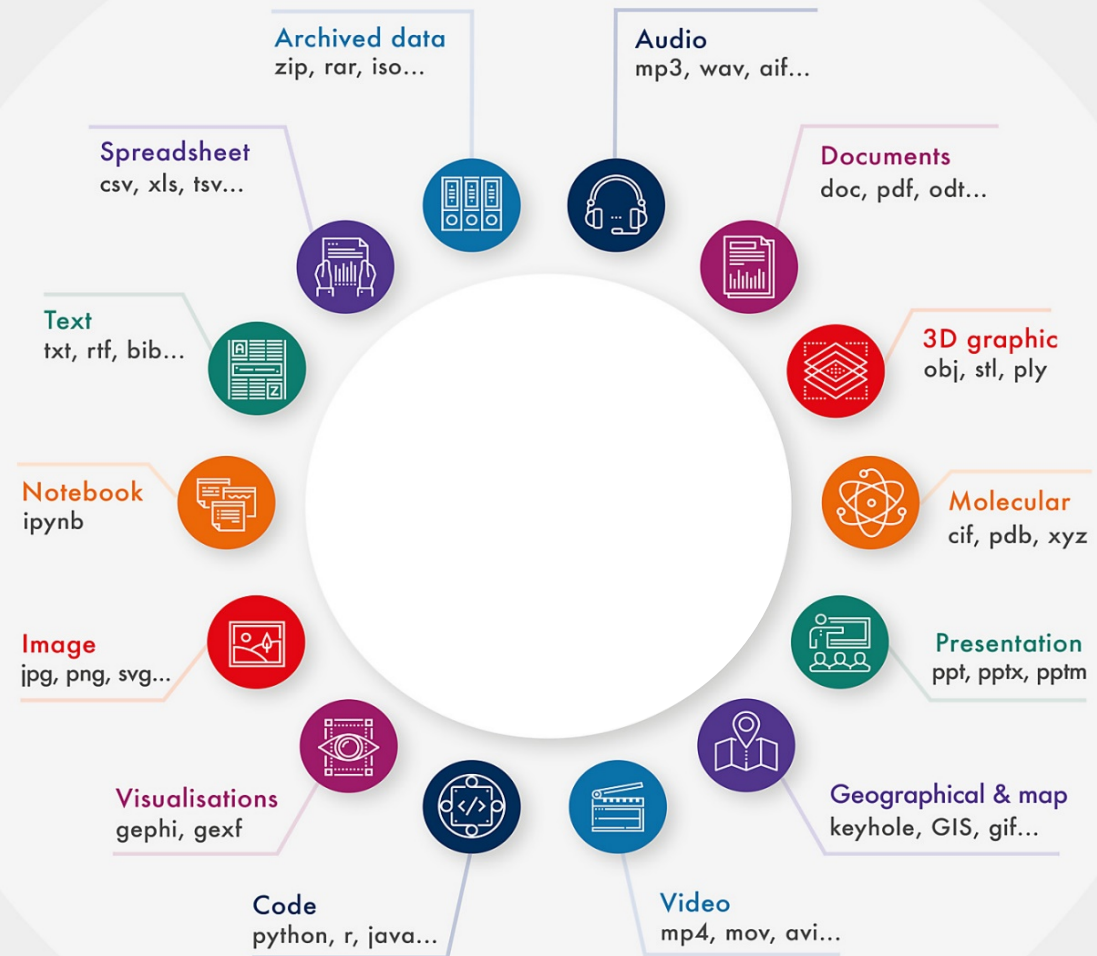 Archived data
zip, rar, iso...
Audio
mp3, wav, aif...
Documents
doc, pdf, odt...
3D graphic
obj, stl, ply
Molecular
cif, pdb, xyz
Presentation
ppt, pptx, pptm
Geographical & map
keyhole, GIS, gif...
Video
mp4, mov, avi...
Code
python, r, java...
Visualisations
gephi, gexf
Image
jpg, png, svg...
Notebook
ipynb
Text
txt, rtf, bib...
Spreadsheet
csv, xls, tsv...
A
Z